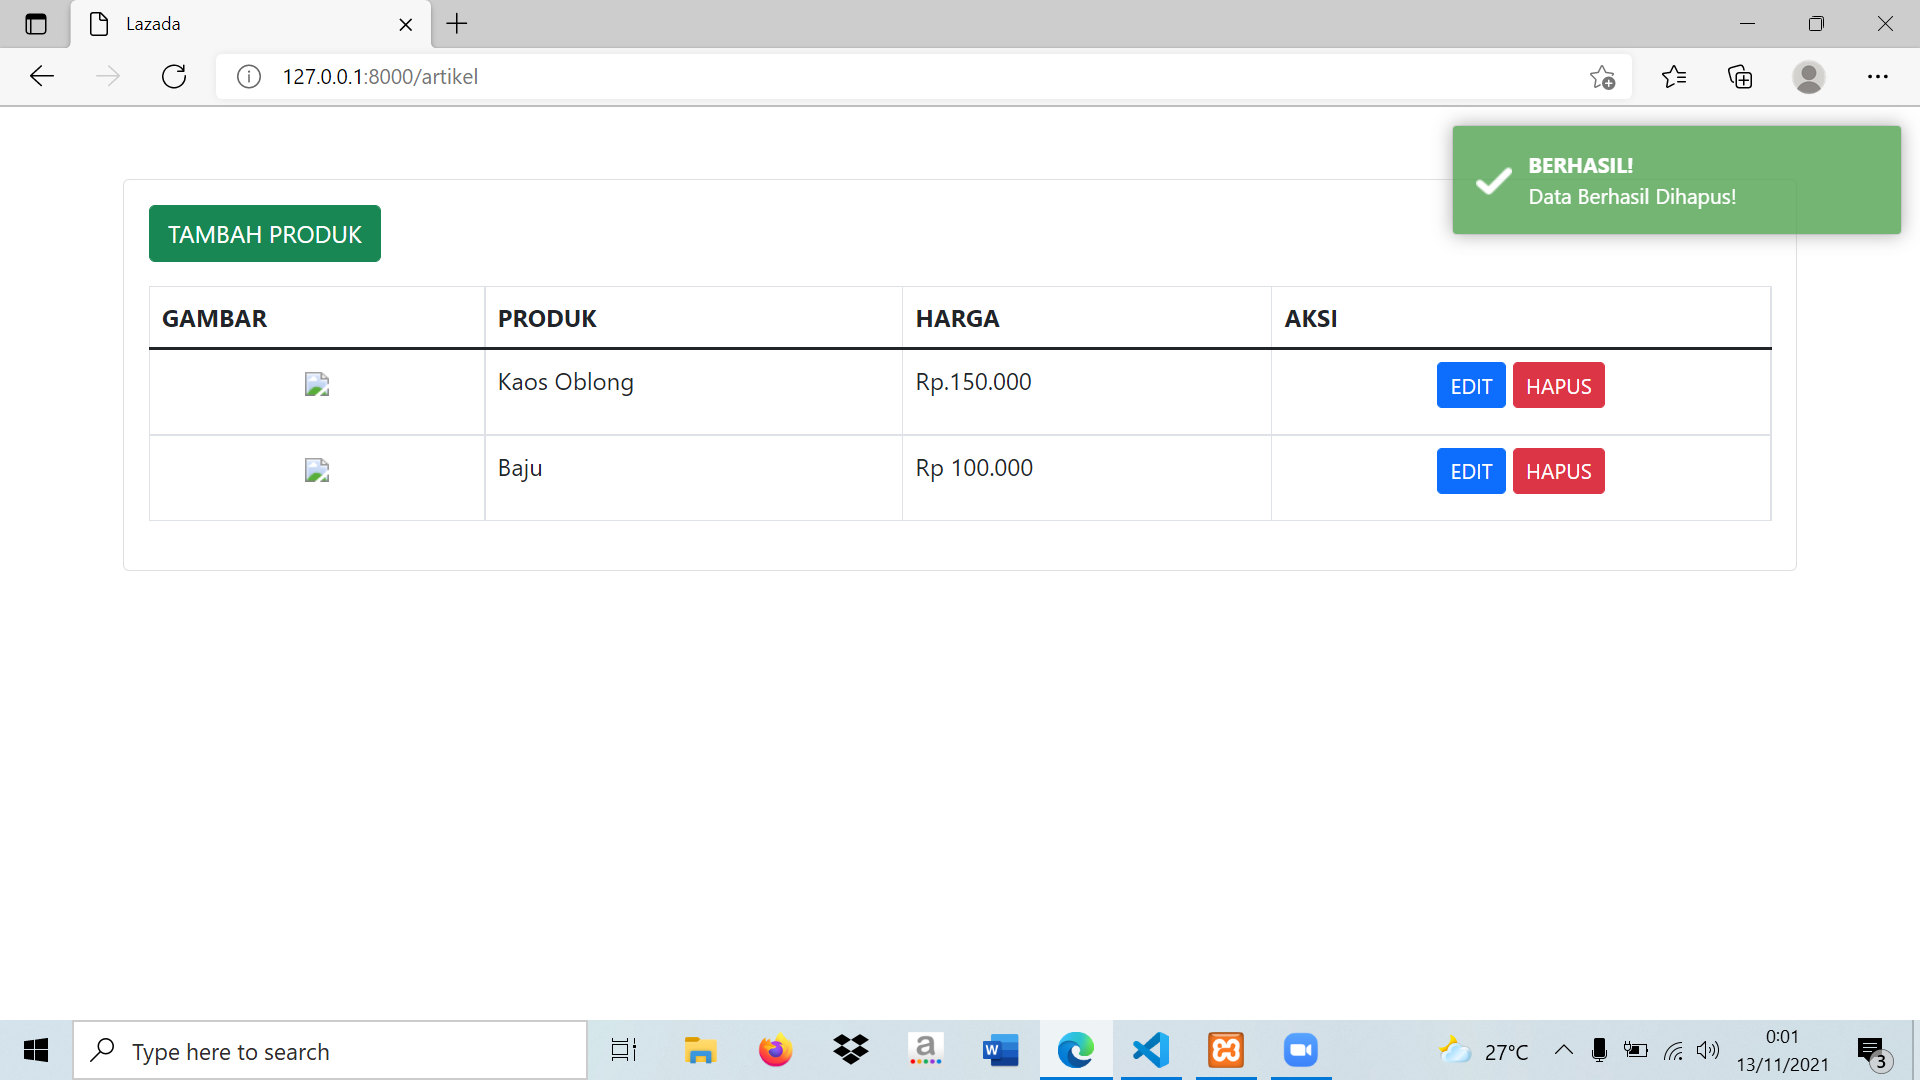 Lazada
127.0.0.1:8000/artikel
BERHASIL!
Data Berhasil Dihapus!
TAMBAH PRODUK
GAMBAR PRODUK HARGA AKSI
Kaos Oblong Rp.150.000 EDIT HAPUS
Baju Rp 100.000 EDIT HAPUS
Type here to search
27°C
0:01
13/11/2021
3